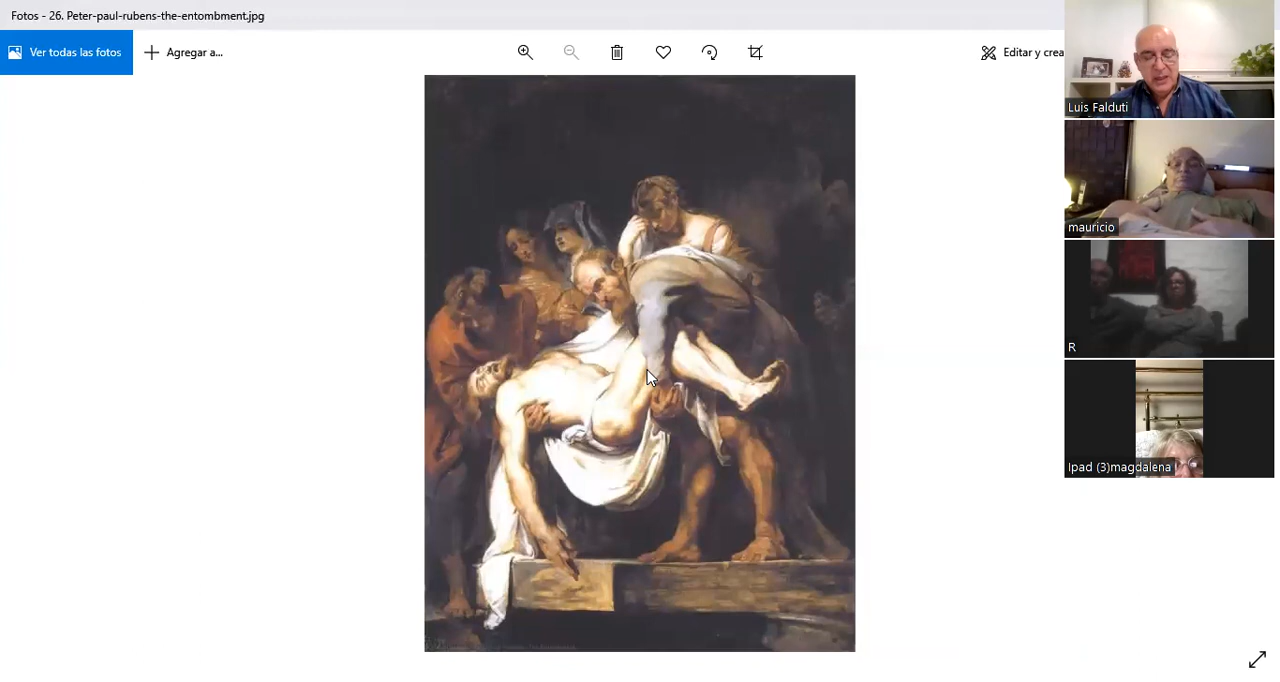 Fotos - 26. Peter-paul-rubens-the-entombment.jpg
Ver todas las fotos
Agregar a...
Editar y crea
Luis Falduti
mauricio
R
Ipad (3)magdalena